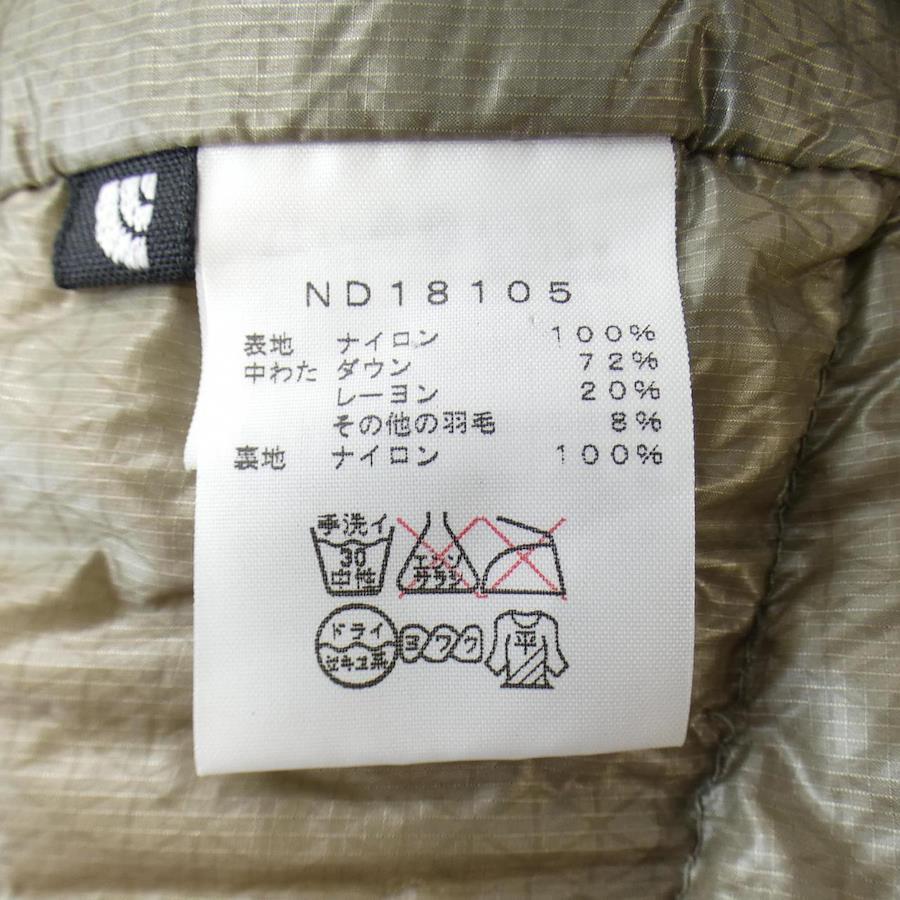 ND18105
表地 ナイロン 100%
中わた ダウン 72%
レーヨン 20%
その他の羽毛 8%
裏地 ナイロン 100%
手洗イ
30
中性
エンソ
サラシ
ドライ
セキユ系
ヨワク
平